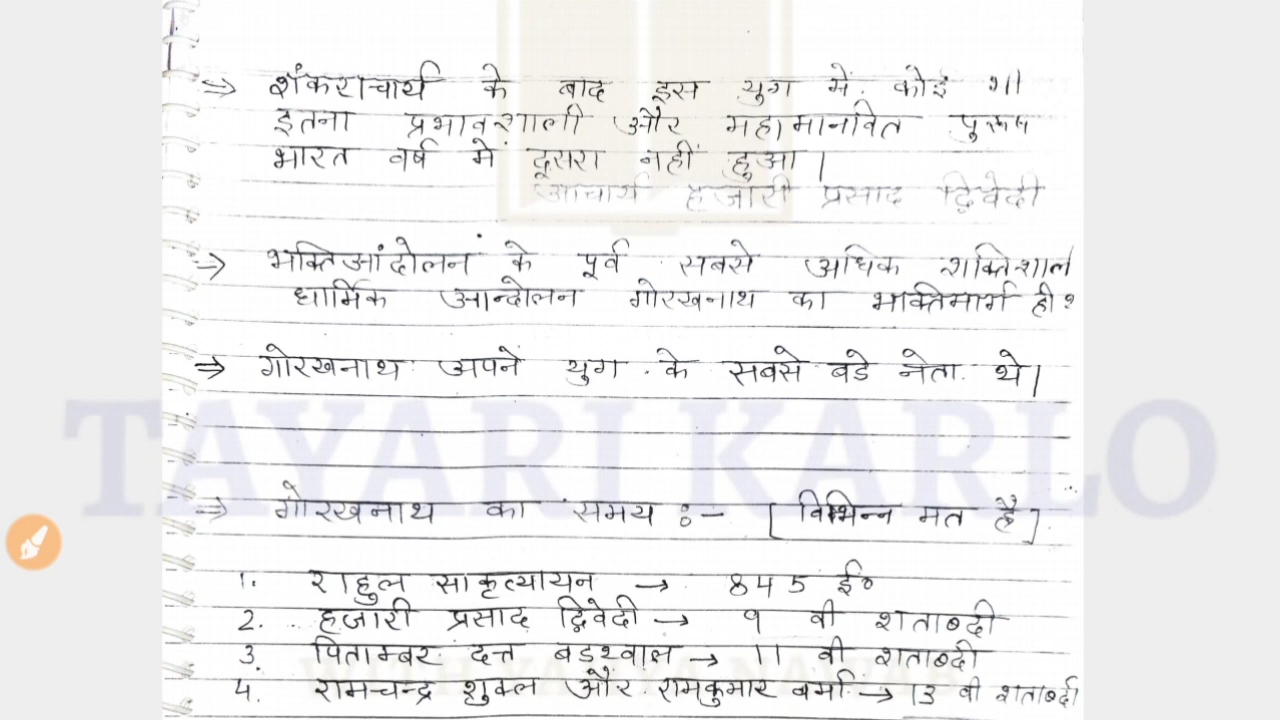 ⇒ शंकराचार्य के बाद इस युग में कोई भी
इतना प्रभावशाली और महामानवित पुरूष
भारत वर्ष में दूसरा नहीं हुआ।
आचार्य हजारी प्रसाद द्विवेदी
⇒ भक्तिआंदोलन के पूर्व सबसे अधिक शक्तिशाल
धार्मिक आन्दोलन गोरखनाथ का भक्तिमार्ग ही
⇒ गोरखनाथ अपने युग के सबसे बडे नेता थे।
TAYARI KARLO
⇒ गोरखनाथ का समय :- [विभिन्न मत है]
1. राहुल साकृत्यायन → 845 ई०
2. हजारी प्रसाद द्विवेदी → 9 वी शताब्दी
3. पिताम्बर दत्त बडथ्वाल → 11 वी शताब्दी
4. रामचन्द्र शुक्ल और रामकुमार वर्मा → 13 वी शताब्दी